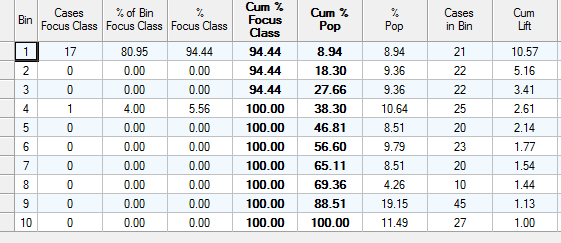 Bin Cases Focus Class % of Bin Focus Class % Focus Class Cum % Focus Class Cum % Pop % Pop Cases in Bin Cum Lift
1 17 80.95 94.44 94.44 8.94 8.94 21 10.57
2 0 0.00 0.00 94.44 18.30 9.36 22 5.16
3 0 0.00 0.00 94.44 27.66 9.36 22 3.41
4 1 4.00 5.56 100.00 38.30 10.64 25 2.61
5 0 0.00 0.00 100.00 46.81 8.51 20 2.14
6 0 0.00 0.00 100.00 56.60 9.79 23 1.77
7 0 0.00 0.00 100.00 65.11 8.51 20 1.54
8 0 0.00 0.00 100.00 69.36 4.26 10 1.44
9 0 0.00 0.00 100.00 88.51 19.15 45 1.13
10 0 0.00 0.00 100.00 100.00 11.49 27 1.00